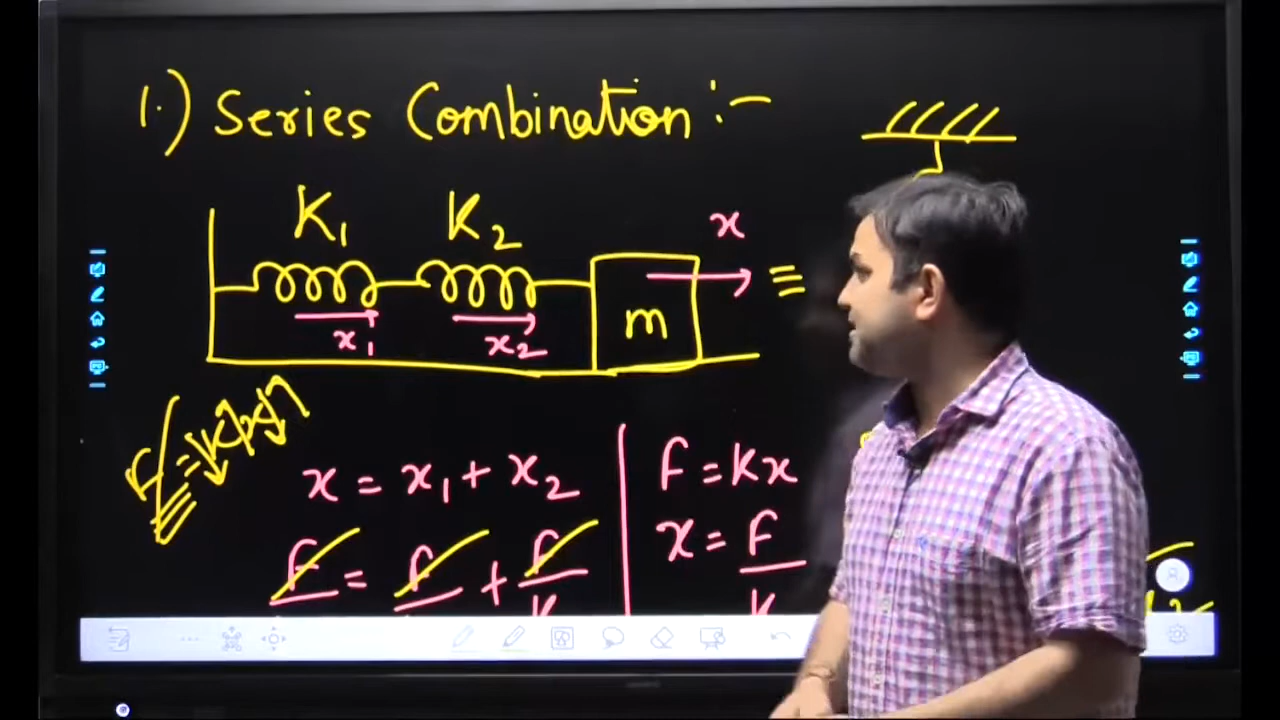 1.) Series Combination :-
K₁ K₂ x
x₁ x₂ m ≡
F = K x
x = x₁ + x₂
F = F + F
K
F = Kx
x = F
K